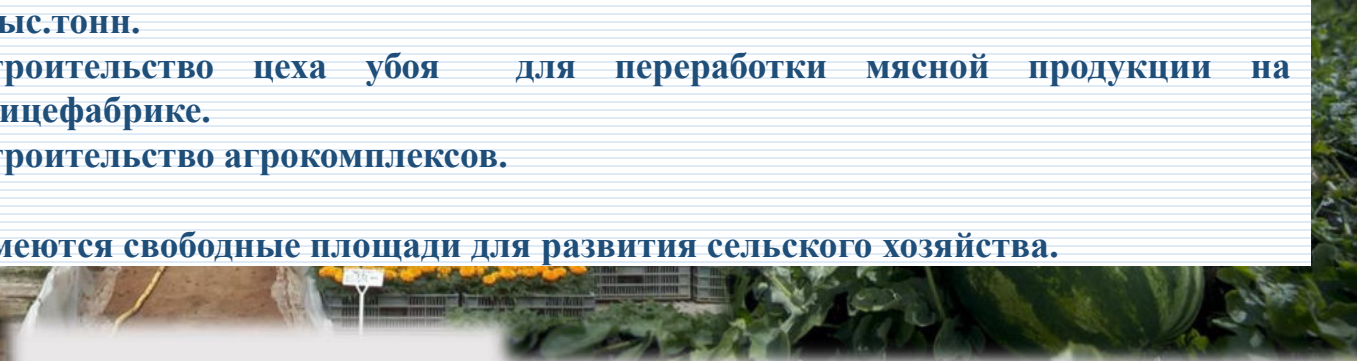 ыс.тонн.
троительство цеха убоя для переработки мясной продукции на
ицефабрике.
троительство агрокомплексов.
меются свободные площади для развития сельского хозяйства.